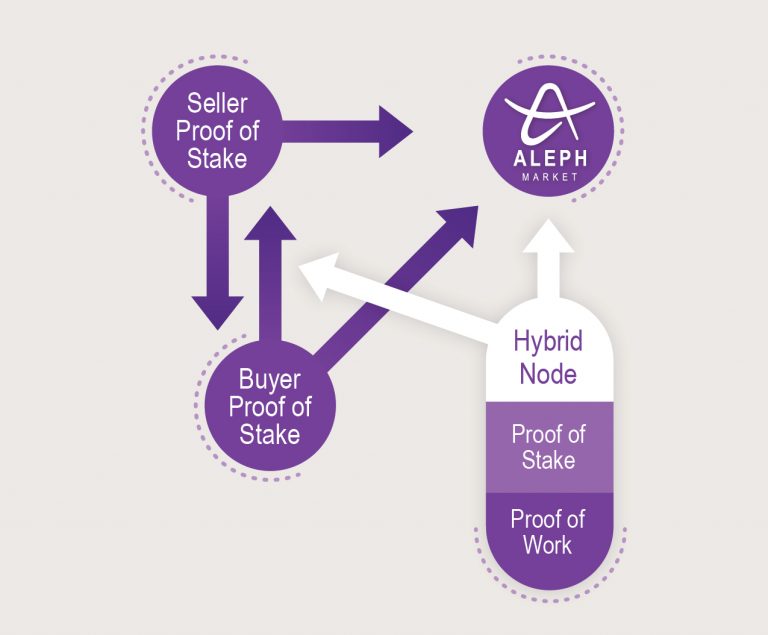 Seller
Proof of
Stake
ALEPH
MARKET
Buyer
Proof of
Stake
Hybrid
Node
Proof of
Stake
Proof of
Work